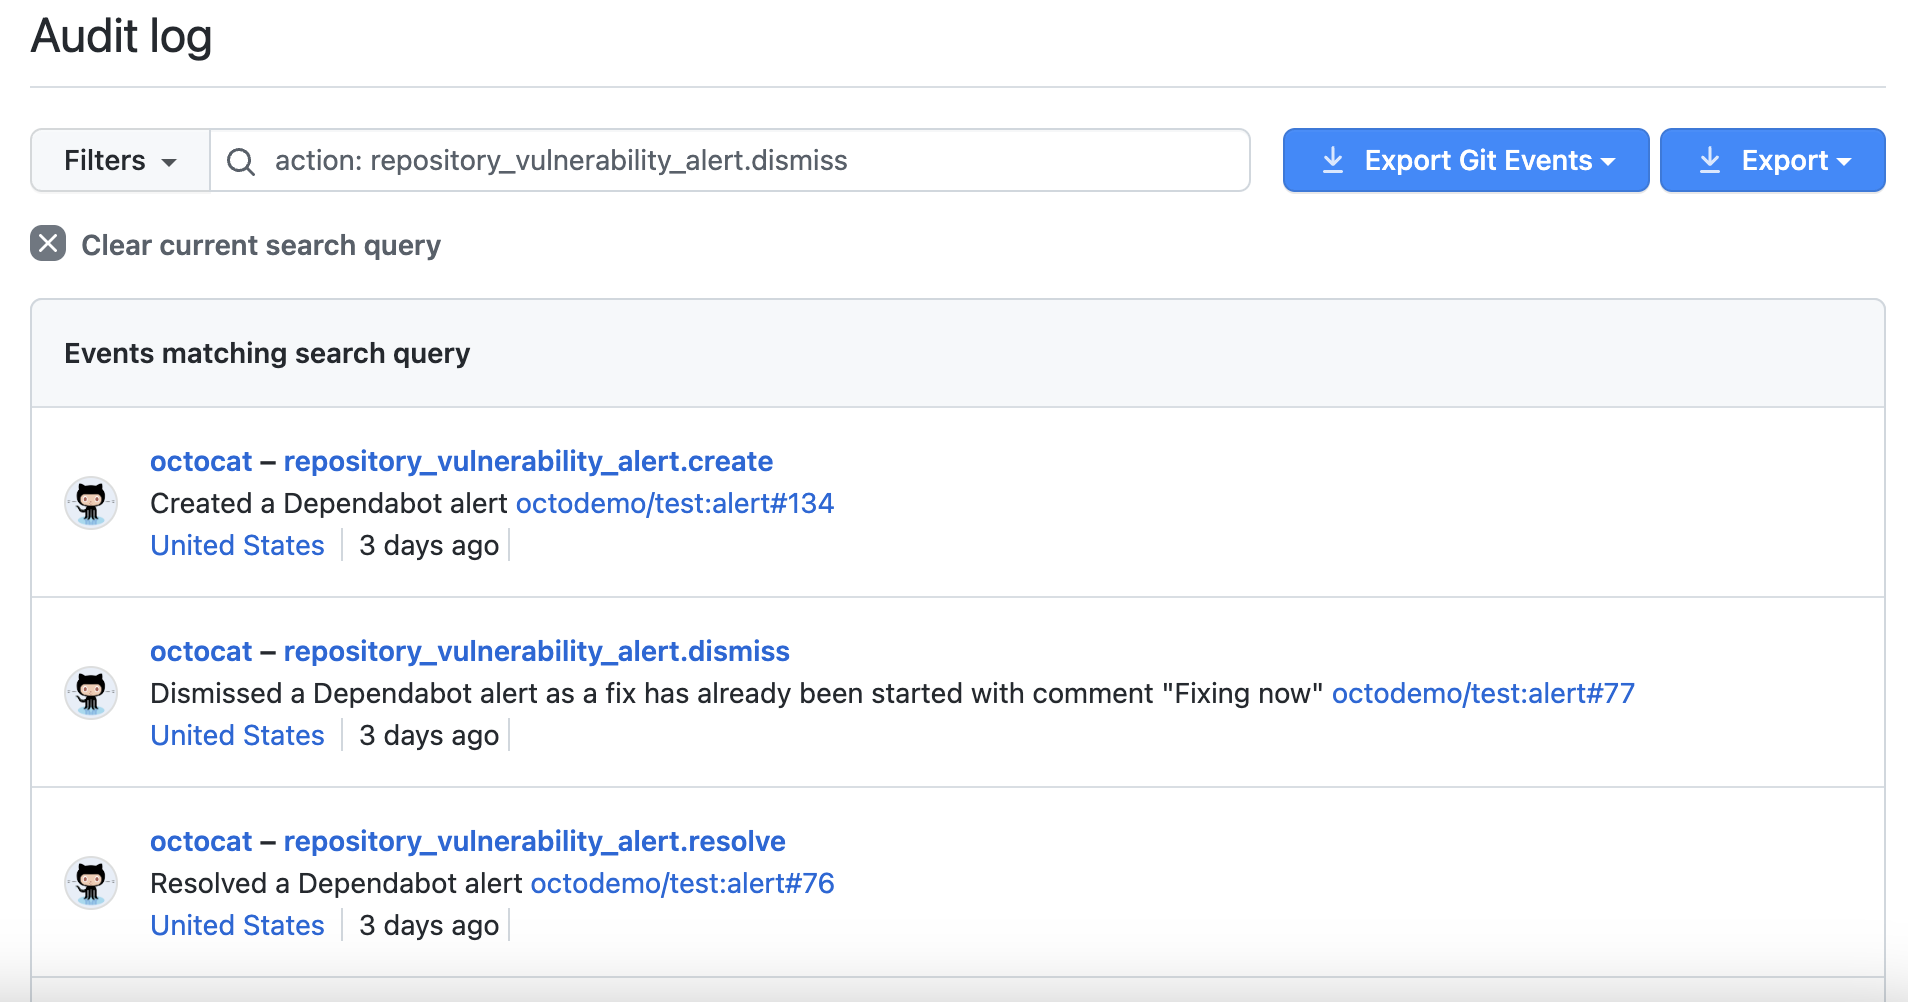 Audit log
Filters
action: repository_vulnerability_alert.dismiss
Export Git Events
Export
Clear current search query
Events matching search query
octocat – repository_vulnerability_alert.create
Created a Dependabot alert octodemo/test:alert#134
United States 3 days ago
octocat – repository_vulnerability_alert.dismiss
Dismissed a Dependabot alert as a fix has already been started with comment "Fixing now" octodemo/test:alert#77
United States 3 days ago
octocat – repository_vulnerability_alert.resolve
Resolved a Dependabot alert octodemo/test:alert#76
United States 3 days ago